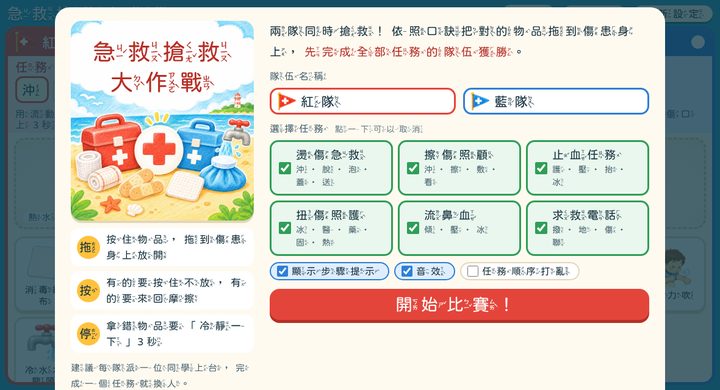 急救搶救
大作戰
拖 按住物品，拖到傷患
身上放開
按 有的要按住不放，有
的要來回摩擦
停 拿錯物品要「冷靜一
下」3秒
建議每隊派一位同學上台，完
成一個任務就換人。
兩隊同時搶救！依照口訣把對的物品拖到傷患身
上，先完成全部任務的隊伍獲勝。
隊伍名稱
紅隊
藍隊
選擇任務 點一下可以取消
燙傷急救
沖、脫、泡、
蓋、送
擦傷照顧
沖、擦、敷、
看
止血任務
護、壓、抬、
冰
扭傷照護
冰、醫、藥、
固、熱
流鼻血
傾、壓、冰
求救電話
撥、地、傷、
聯
顯示步驟提示
音效
任務順序打亂
開始比賽！